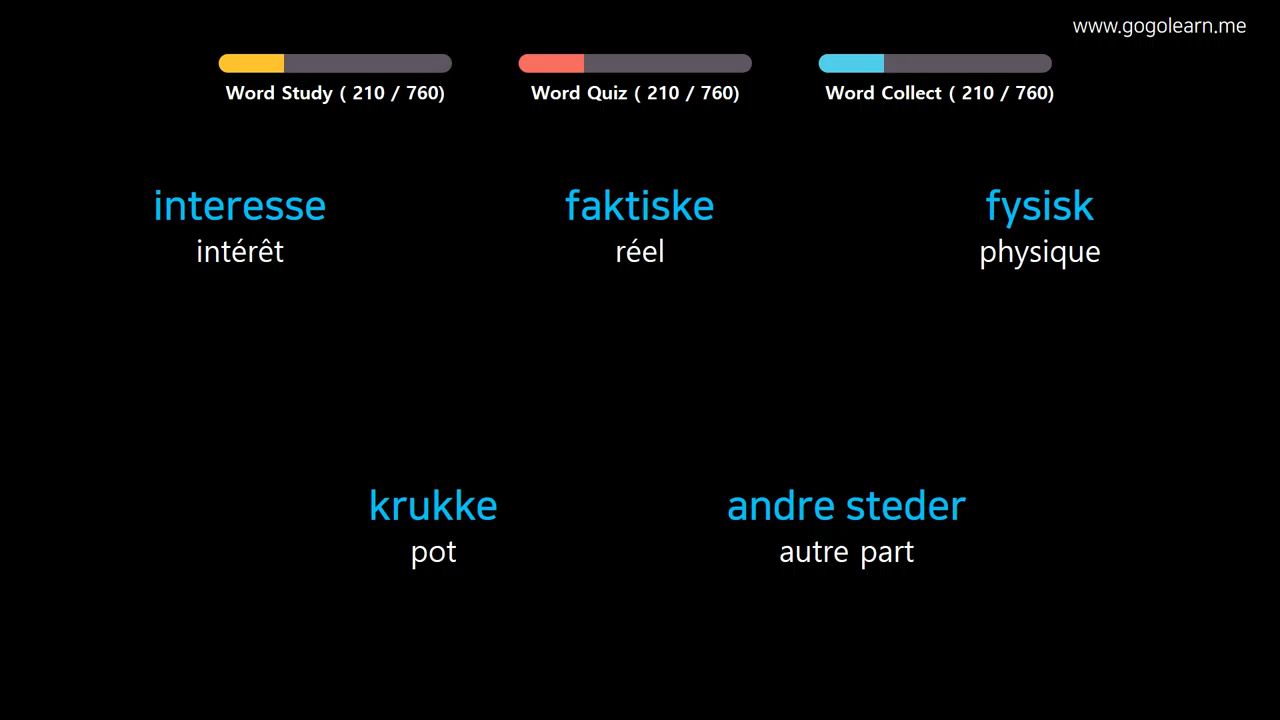 www.gogolearn.me
Word Study ( 210 / 760)
Word Quiz ( 210 / 760)
Word Collect ( 210 / 760)
interesse
intérêt
faktiske
réel
fysisk
physique
krukke
pot
andre steder
autre part